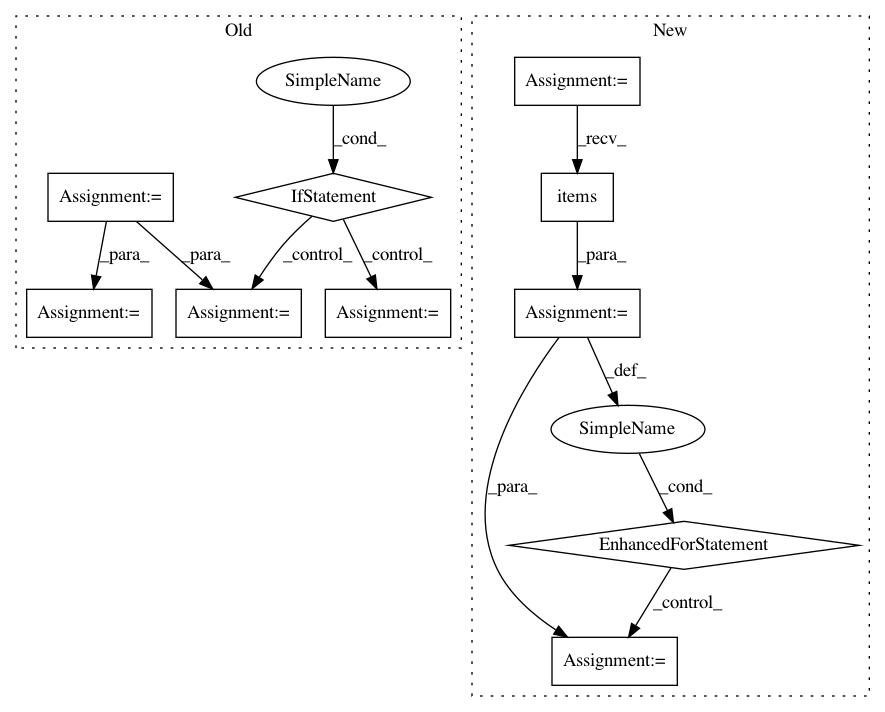 Old
SimpleName
_cond_
Assignment:=
IfStatement
_para_
_para_
_control_
_control_
Assignment:=
Assignment:=
Assignment:=
New
Assignment:=
_recv_
items
_para_
Assignment:=
_def_
SimpleName
_para_
_cond_
EnhancedForStatement
_control_
Assignment:=